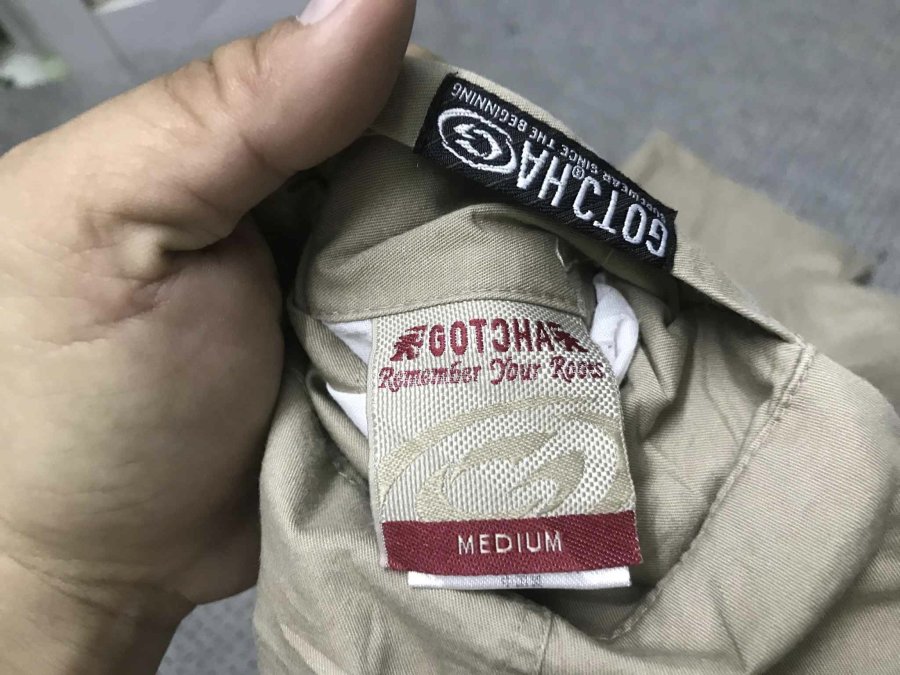 GOTCHA®
SURFWEAR SINCE THE BEGINNING
GOTCHA
Remember Your Roots
MEDIUM